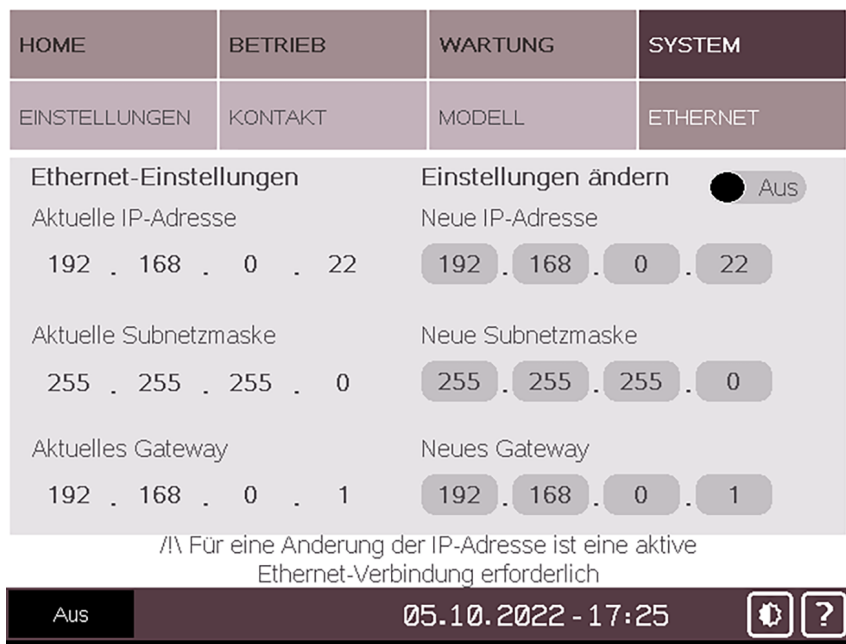 HOME BETRIEB WARTUNG SYSTEM
EINSTELLUNGEN KONTAKT MODELL ETHERNET
Ethernet-Einstellungen Einstellungen ändern Aus
Aktuelle IP-Adresse Neue IP-Adresse
192 . 168 . 0 . 22 192 . 168 . 0 . 22
Aktuelle Subnetzmaske Neue Subnetzmaske
255 . 255 . 255 . 0 255 . 255 . 255 . 0
Aktuelles Gateway Neues Gateway
192 . 168 . 0 . 1 192 . 168 . 0 . 1
/!\ Für eine Anderung der IP-Adresse ist eine aktive
Ethernet-Verbindung erforderlich
Aus 05.10.2022 - 17:25 ?